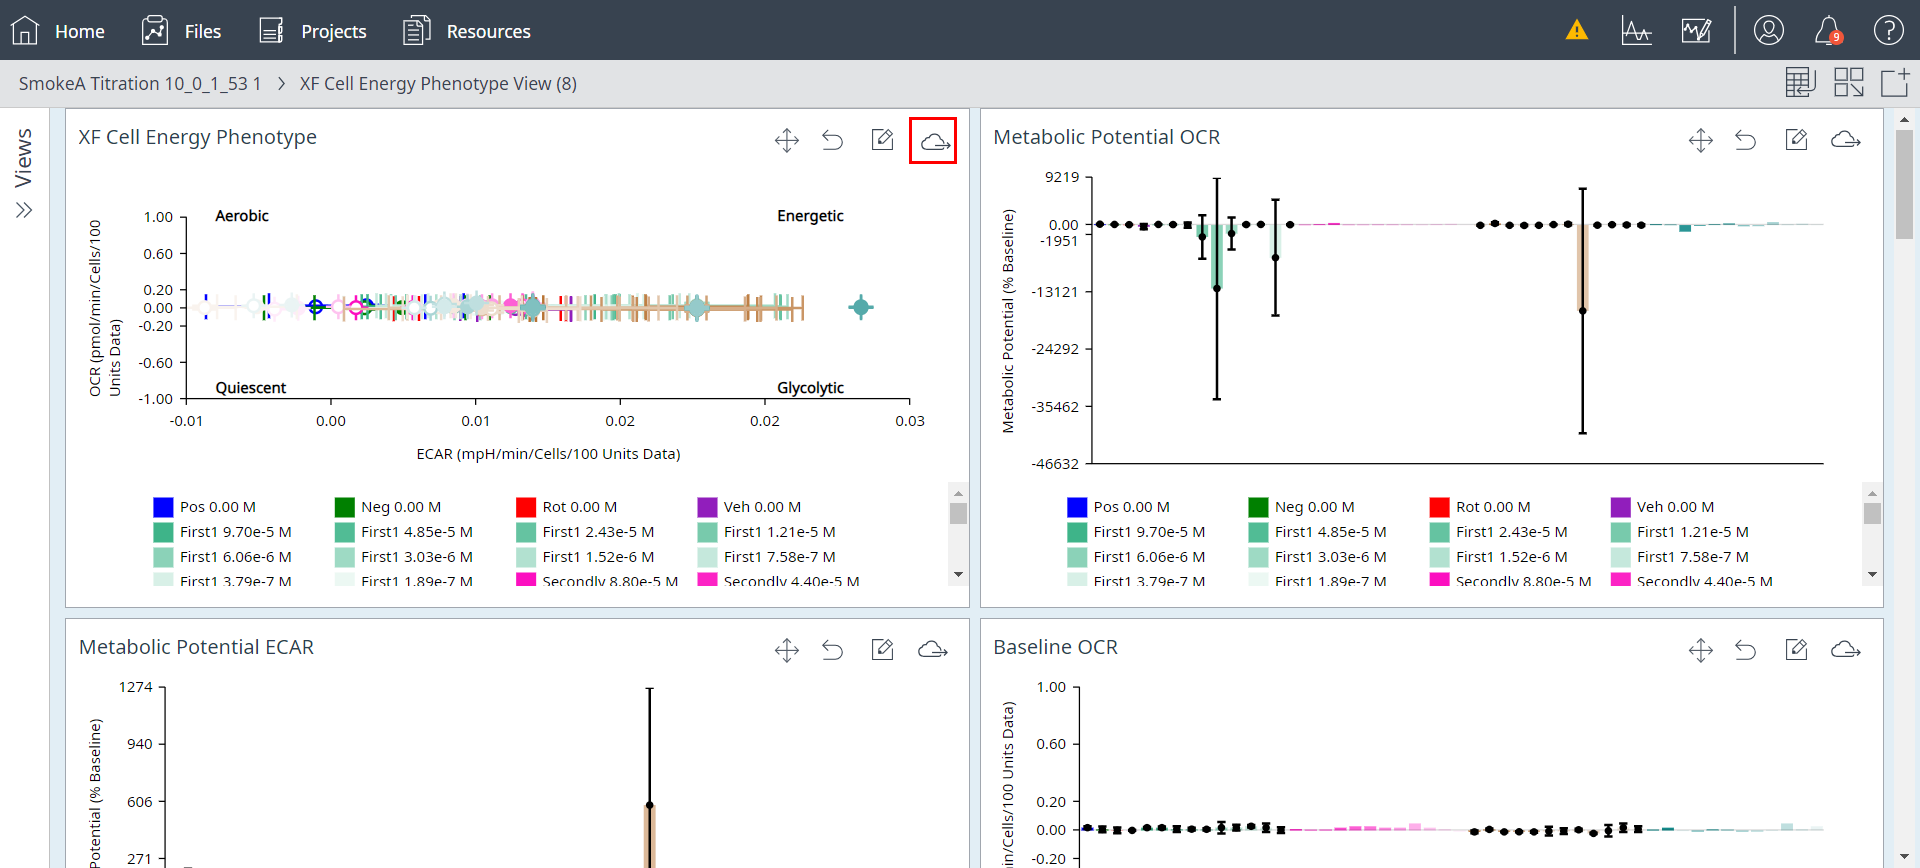 Home
Files
Projects
Resources
9
SmokeA Titration 10_0_1_53 1 > XF Cell Energy Phenotype View (8)
Views
XF Cell Energy Phenotype
OCR (pmol/min/Cells/100
Units Data)
1.00
0.60
0.20
0.00
-0.20
-0.60
-1.00
Aerobic
Energetic
Quiescent
Glycolytic
-0.01
0.00
0.01
0.02
0.02
0.03
ECAR (mpH/min/Cells/100 Units Data)
Pos 0.00 M
Neg 0.00 M
Rot 0.00 M
Veh 0.00 M
First1 9.70e-5 M
First1 4.85e-5 M
First1 2.43e-5 M
First1 1.21e-5 M
First1 6.06e-6 M
First1 3.03e-6 M
First1 1.52e-6 M
First1 7.58e-7 M
First1 3.79e-7 M
First1 1.89e-7 M
Secondly 8.80e-5 M
Secondly 4.40e-5 M
Metabolic Potential OCR
Metabolic Potential (% Baseline)
9219
0.00
-1951
-13121
-24292
-35462
-46632
Pos 0.00 M
Neg 0.00 M
Rot 0.00 M
Veh 0.00 M
First1 9.70e-5 M
First1 4.85e-5 M
First1 2.43e-5 M
First1 1.21e-5 M
First1 6.06e-6 M
First1 3.03e-6 M
First1 1.52e-6 M
First1 7.58e-7 M
First1 3.79e-7 M
First1 1.89e-7 M
Secondly 8.80e-5 M
Secondly 4.40e-5 M
Metabolic Potential ECAR
Potential (% Baseline)
1274
940
606
271
Baseline OCR
in/Cells/100 Units Data)
1.00
0.60
0.20
0.00
-0.20